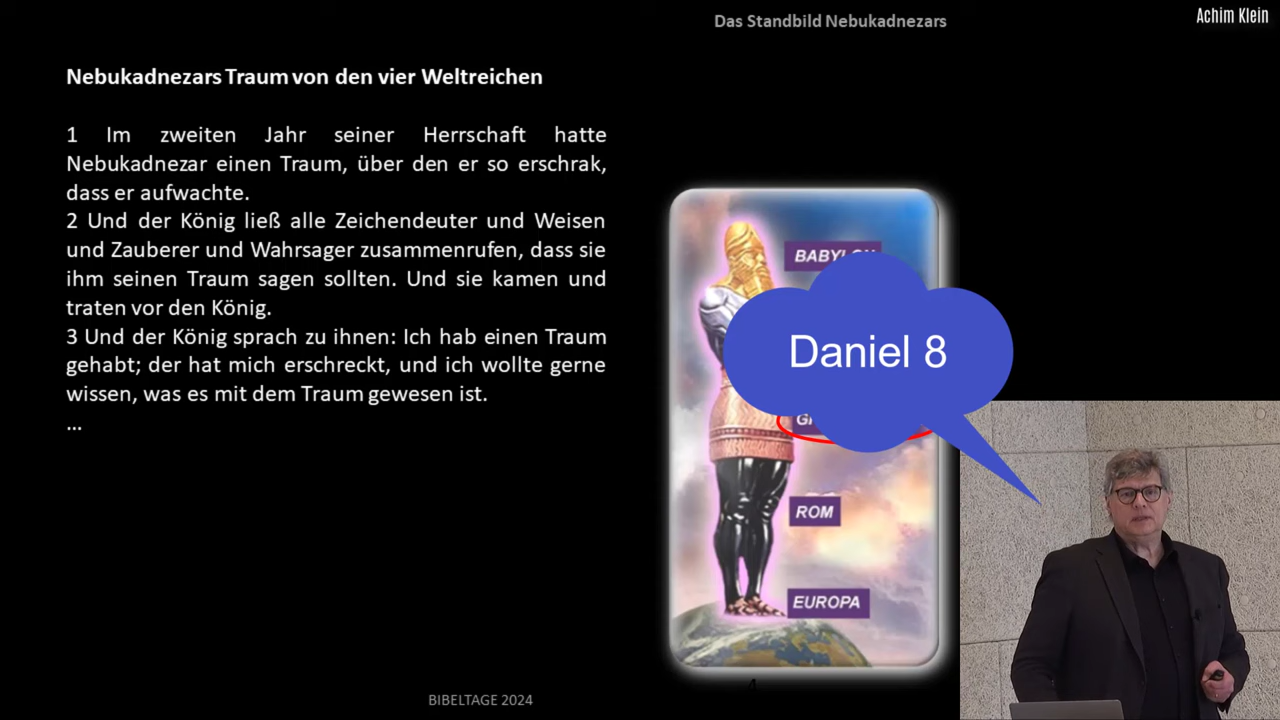 Das Standbild Nebukadnezars
Achim Klein
Nebukadnezars Traum von den vier Weltreichen
1 Im zweiten Jahr seiner Herrschaft hatte
Nebukadnezar einen Traum, über den er so erschrak,
dass er aufwachte.
2 Und der König ließ alle Zeichendeuter und Weisen
und Zauberer und Wahrsager zusammenrufen, dass sie
ihm seinen Traum sagen sollten. Und sie kamen und
traten vor den König.
3 Und der König sprach zu ihnen: Ich hab einen Traum
gehabt; der hat mich erschreckt, und ich wollte gerne
wissen, was es mit dem Traum gewesen ist.
...
BABYLON
Daniel 8
ROM
EUROPA
BIBELTAGE 2024